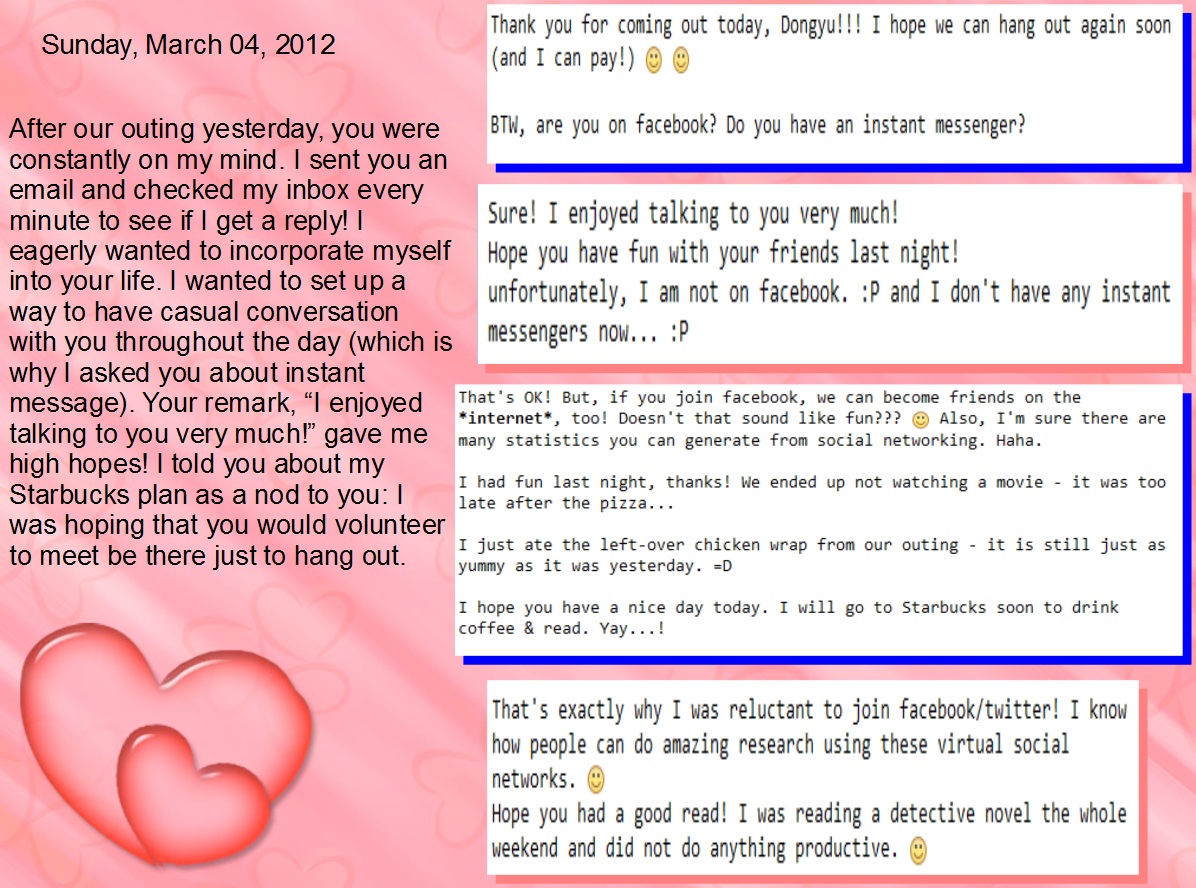 Sunday, March 04, 2012
After our outing yesterday, you were
constantly on my mind. I sent you an
email and checked my inbox every
minute to see if I get a reply! I
eagerly wanted to incorporate myself
into your life. I wanted to set up a
way to have casual conversation
with you throughout the day (which is
why I asked you about instant
message). Your remark, “I enjoyed
talking to you very much!” gave me
high hopes! I told you about my
Starbucks plan as a nod to you: I
was hoping that you would volunteer
to meet be there just to hang out.
Thank you for coming out today, Dongyu!!! I hope we can hang out again soon
(and I can pay!)
BTW, are you on facebook? Do you have an instant messenger?
Sure! I enjoyed talking to you very much!
Hope you have fun with your friends last night!
unfortunately, I am not on facebook. :P and I don't have any instant
messengers now... :P
That's OK! But, if you join facebook, we can become friends on the
*internet*, too! Doesn't that sound like fun??? Also, I'm sure there are
many statistics you can generate from social networking. Haha.
I had fun last night, thanks! We ended up not watching a movie - it was too
late after the pizza...
I just ate the left-over chicken wrap from our outing - it is still just as
yummy as it was yesterday. =D
I hope you have a nice day today. I will go to Starbucks soon to drink
coffee & read. Yay...!
That's exactly why I was reluctant to join facebook/twitter! I know
how people can do amazing research using these virtual social
networks.
Hope you had a good read! I was reading a detective novel the whole
weekend and did not do anything productive.